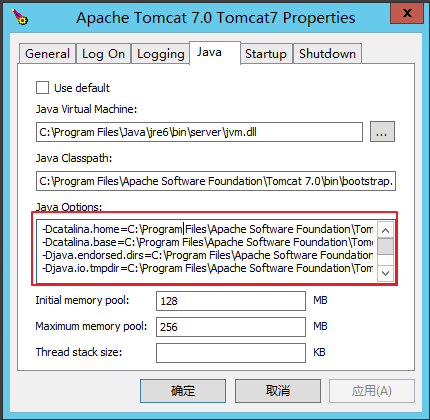 Apache Tomcat 7.0 Tomcat7 Properties
x
General Log On Logging Java Startup Shutdown
Use default
Java Virtual Machine:
C:\Program Files\Java\jre6\bin\server\jvm.dll
...
Java Classpath:
C:\Program Files\Apache Software Foundation\Tomcat 7.0\bin\bootstrap.
Java Options:
-Dcatalina.home=C:\Program Files\Apache Software Foundation\Tom
-Dcatalina.base=C:\Program Files\Apache Software Foundation\Tomc
-Djava.endorsed.dirs=C:\Program Files\Apache Software Foundation\
-Djava.io.tmpdir=C:\Program Files\Apache Software Foundation\Tom
Initial memory pool: 128 MB
Maximum memory pool: 256 MB
Thread stack size: KB
确定 取消 应用(A)